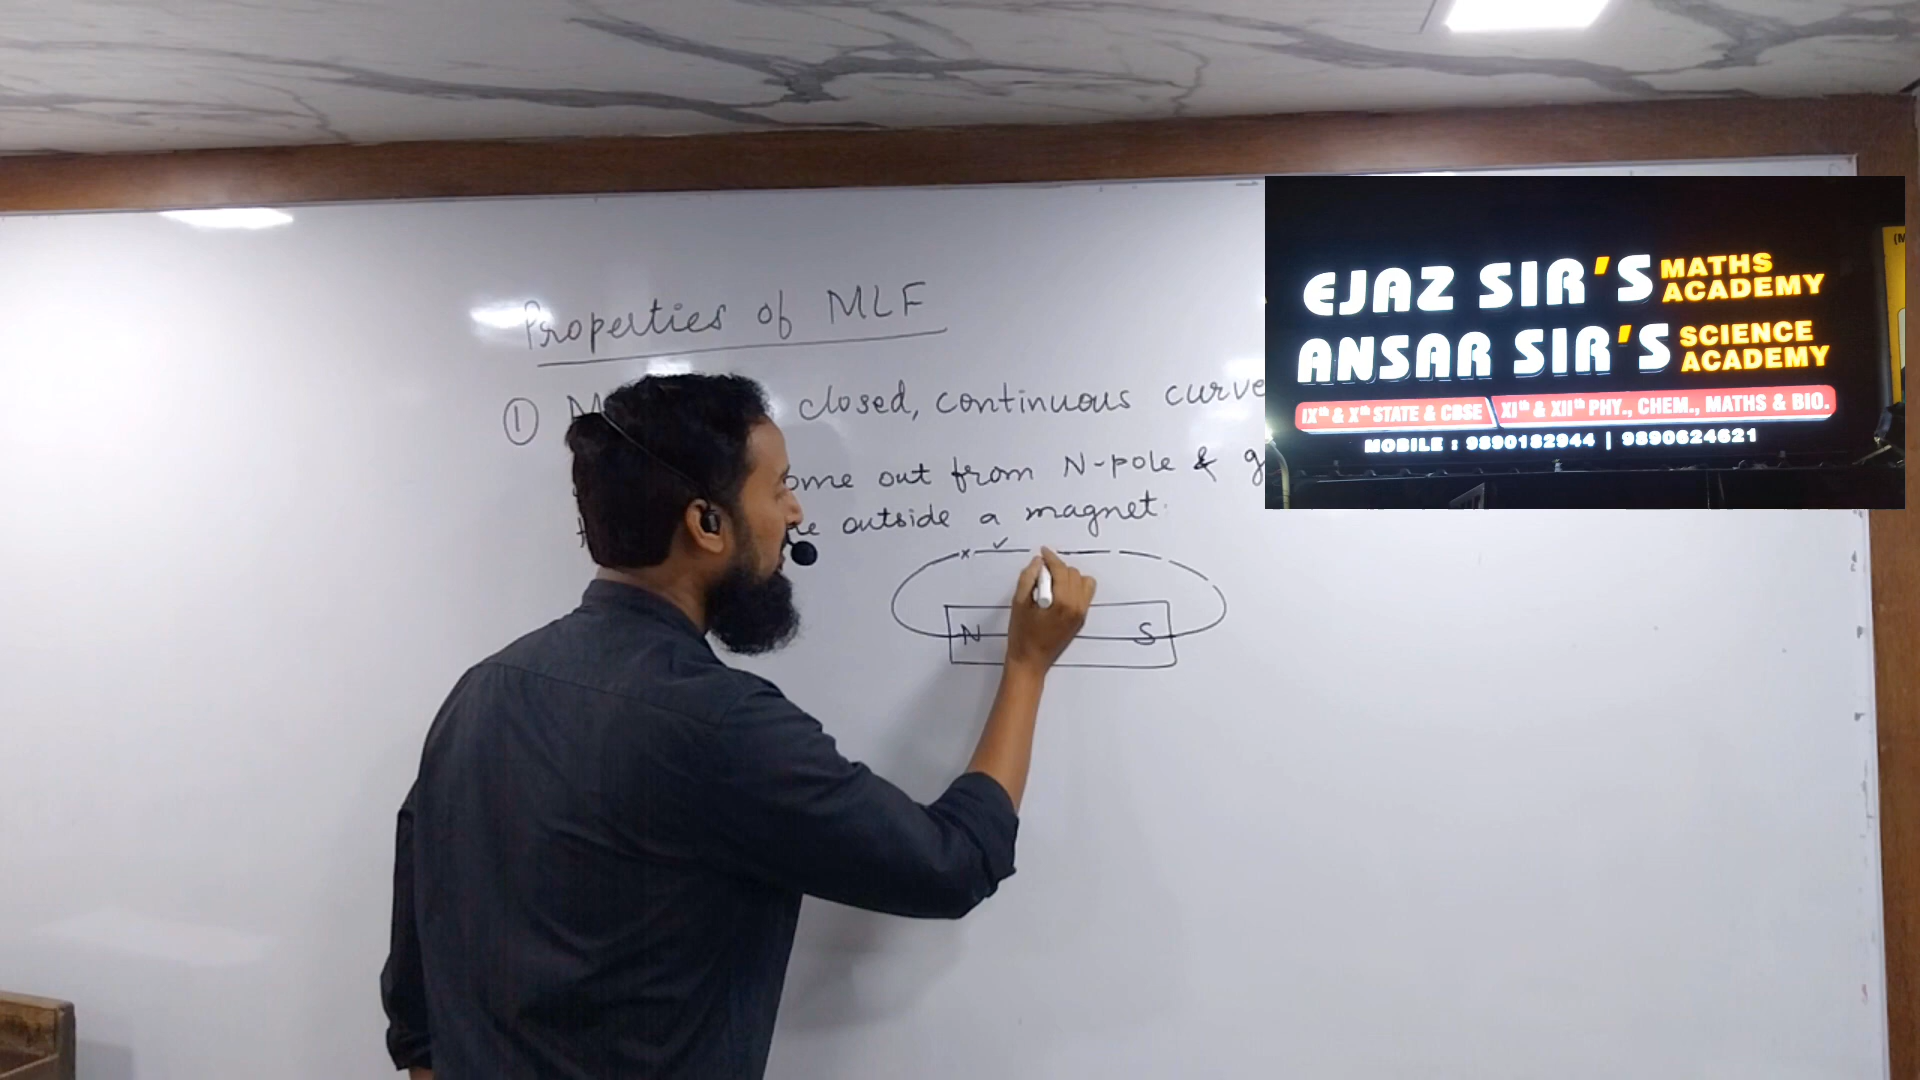 Properties of MLF
① closed, continuous curve
come out from N-pole &
outside a magnet.
N S
EJAZ SIR'S MATHS ACADEMY
ANSAR SIR'S SCIENCE ACADEMY
IXth & Xth STATE & CBSE XIth & XIIth PHY., CHEM., MATHS & BIO.
MOBILE : 9890182944 | 9890624621